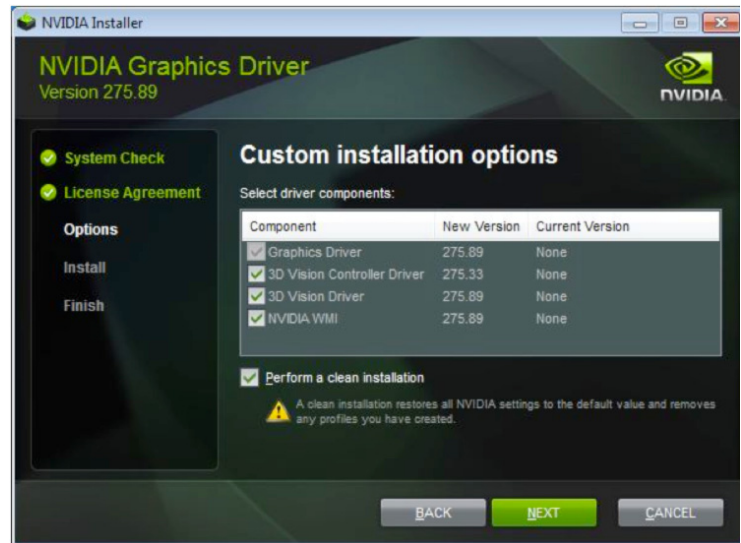 NVIDIA Installer
NVIDIA Graphics Driver
Version 275.89
NVIDIA
System Check
License Agreement
Options
Install
Finish
Custom installation options
Select driver components:
Component New Version Current Version
Graphics Driver 275.89 None
3D Vision Controller Driver 275.33 None
3D Vision Driver 275.89 None
NVIDIA WMI 275.89 None
Perform a clean installation
A clean installation restores all NVIDIA settings to the default value and removes
any profiles you have created.
BACK NEXT CANCEL